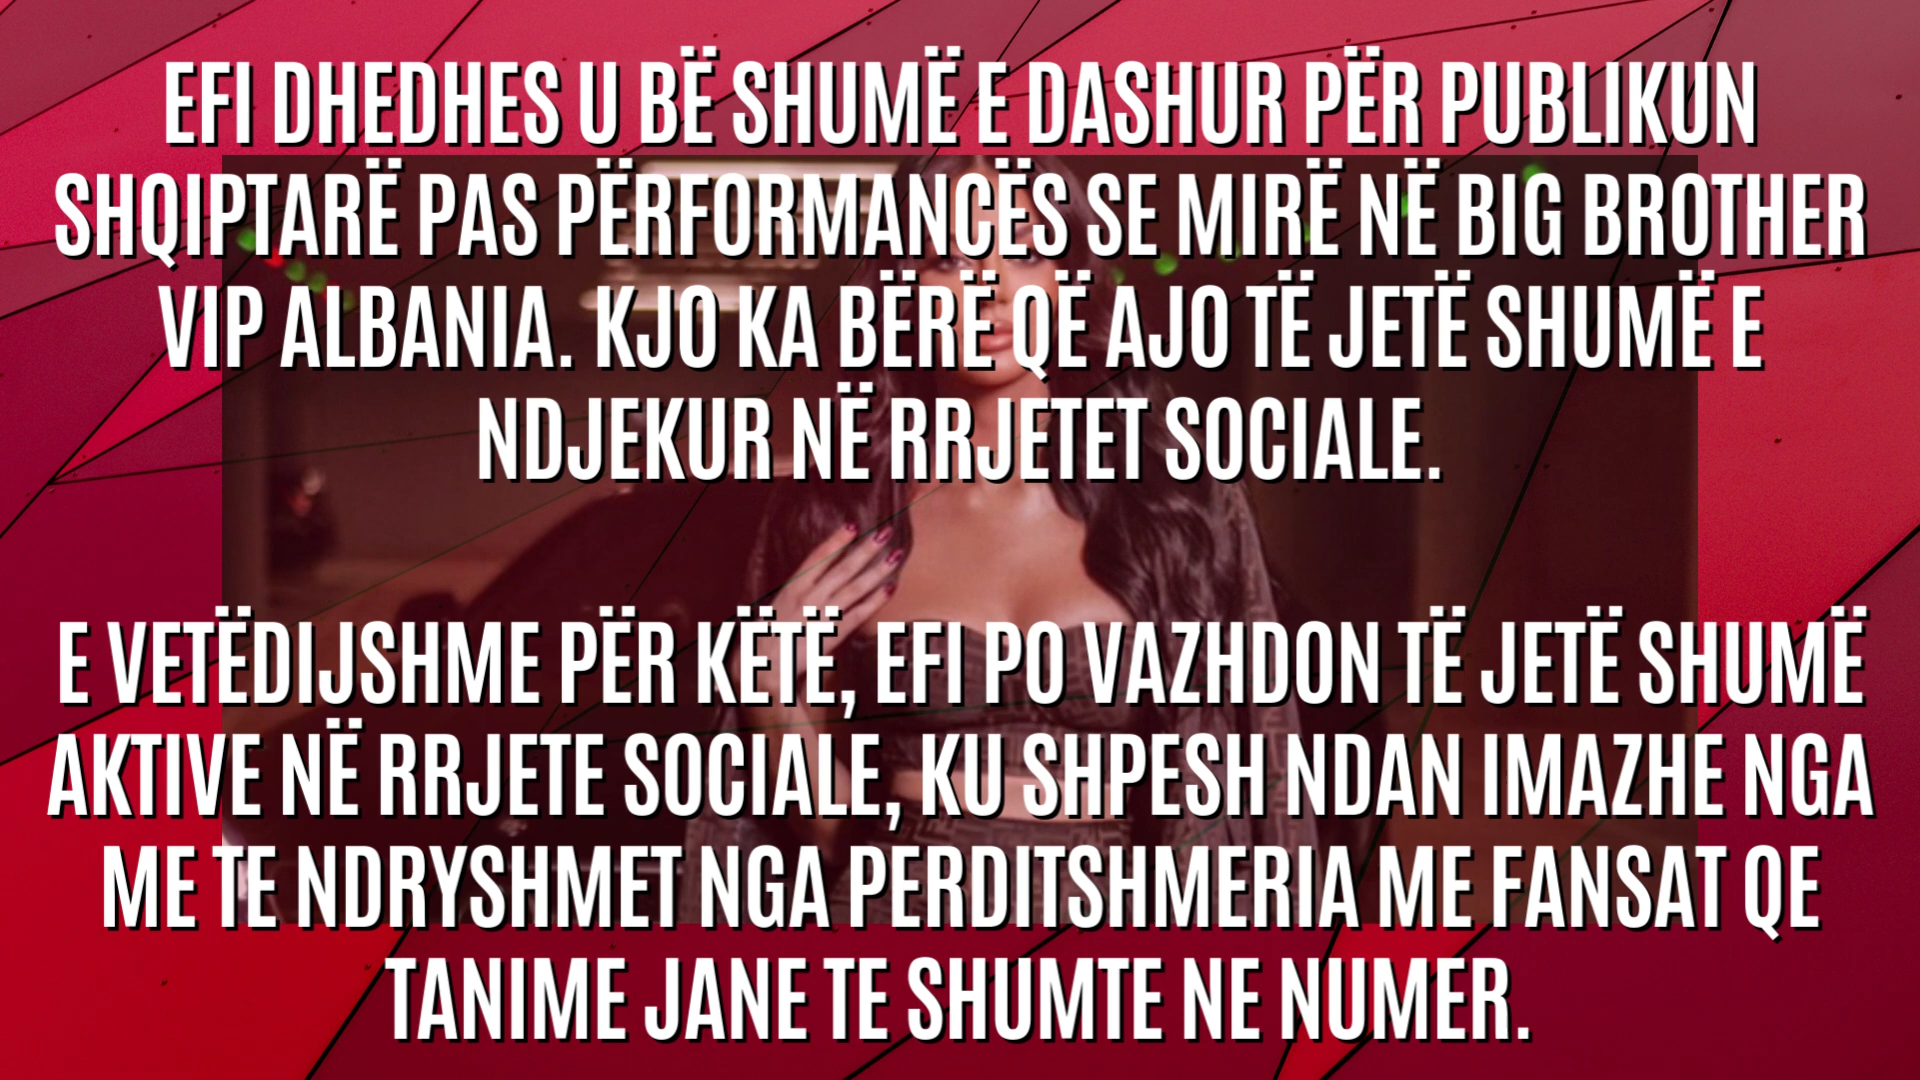 EFI DHEDHES U BË SHUMË E DASHUR PËR PUBLIKUN
SHQIPTARË PAS PËRFORMANCËS SE MIRË NË BIG BROTHER
VIP ALBANIA. KJO KA BËRË QË AJO TË JETË SHUMË E
NDJEKUR NË RRJETET SOCIALE.
E VETËDIJSHME PËR KËTË, EFI PO VAZHDON TË JETË SHUMË
AKTIVE NË RRJETE SOCIALE, KU SHPESH NDAN IMAZHE NGA
ME TE NDRYSHMET NGA PERDITSHMERIA ME FANSAT QE
TANIME JANE TE SHUMTE NE NUMER.